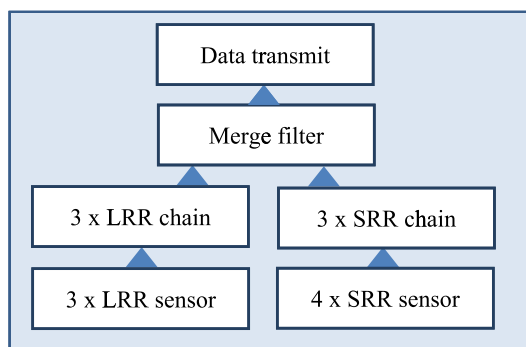 Data transmit
Merge filter
3 x LRR chain
3 x SRR chain
3 x LRR sensor
4 x SRR sensor